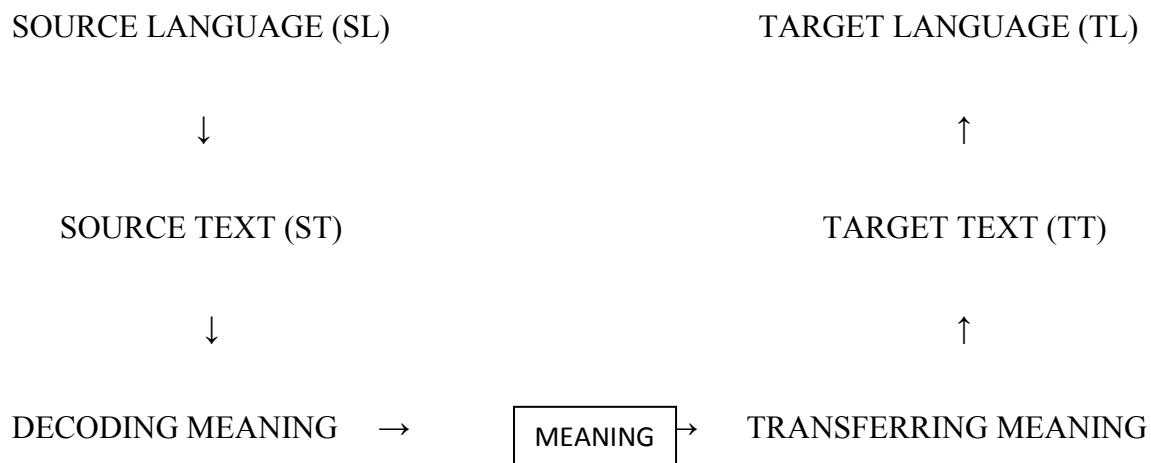 SOURCE LANGUAGE (SL) TARGET LANGUAGE (TL)
↓ ↑
SOURCE TEXT (ST) TARGET TEXT (TT)
↓ ↑
DECODING MEANING → MEANING → TRANSFERRING MEANING